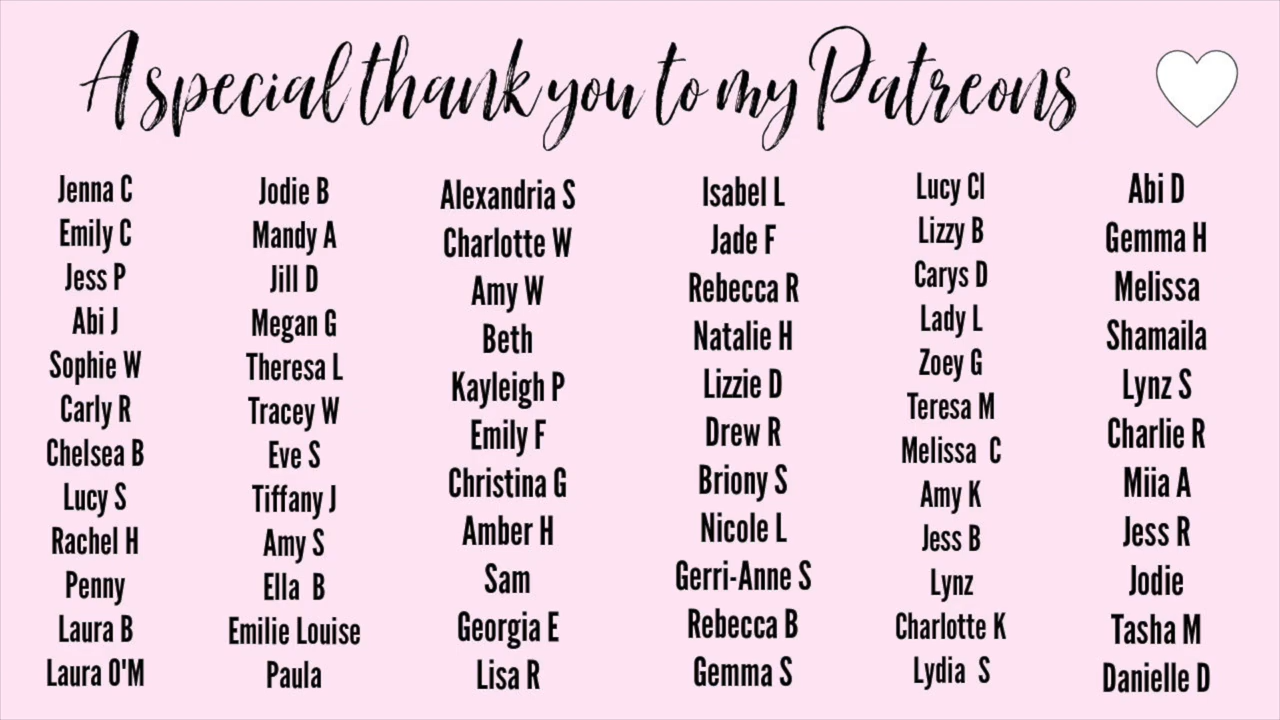 A special thank you to my Patreons
Jenna C
Emily C
Jess P
Abi J
Sophie W
Carly R
Chelsea B
Lucy S
Rachel H
Penny
Laura B
Laura O'M
Jodie B
Mandy A
Jill D
Megan G
Theresa L
Tracey W
Eve S
Tiffany J
Amy S
Ella B
Emilie Louise
Paula
Alexandria S
Charlotte W
Amy W
Beth
Kayleigh P
Emily F
Christina G
Amber H
Sam
Georgia E
Lisa R
Isabel L
Jade F
Rebecca R
Natalie H
Lizzie D
Drew R
Briony S
Nicole L
Gerri-Anne S
Rebecca B
Gemma S
Lucy Cl
Lizzy B
Carys D
Lady L
Zoey G
Teresa M
Melissa C
Amy K
Jess B
Lynz
Charlotte K
Lydia S
Abi D
Gemma H
Melissa
Shamaila
Lynz S
Charlie R
Miia A
Jess R
Jodie
Tasha M
Danielle D